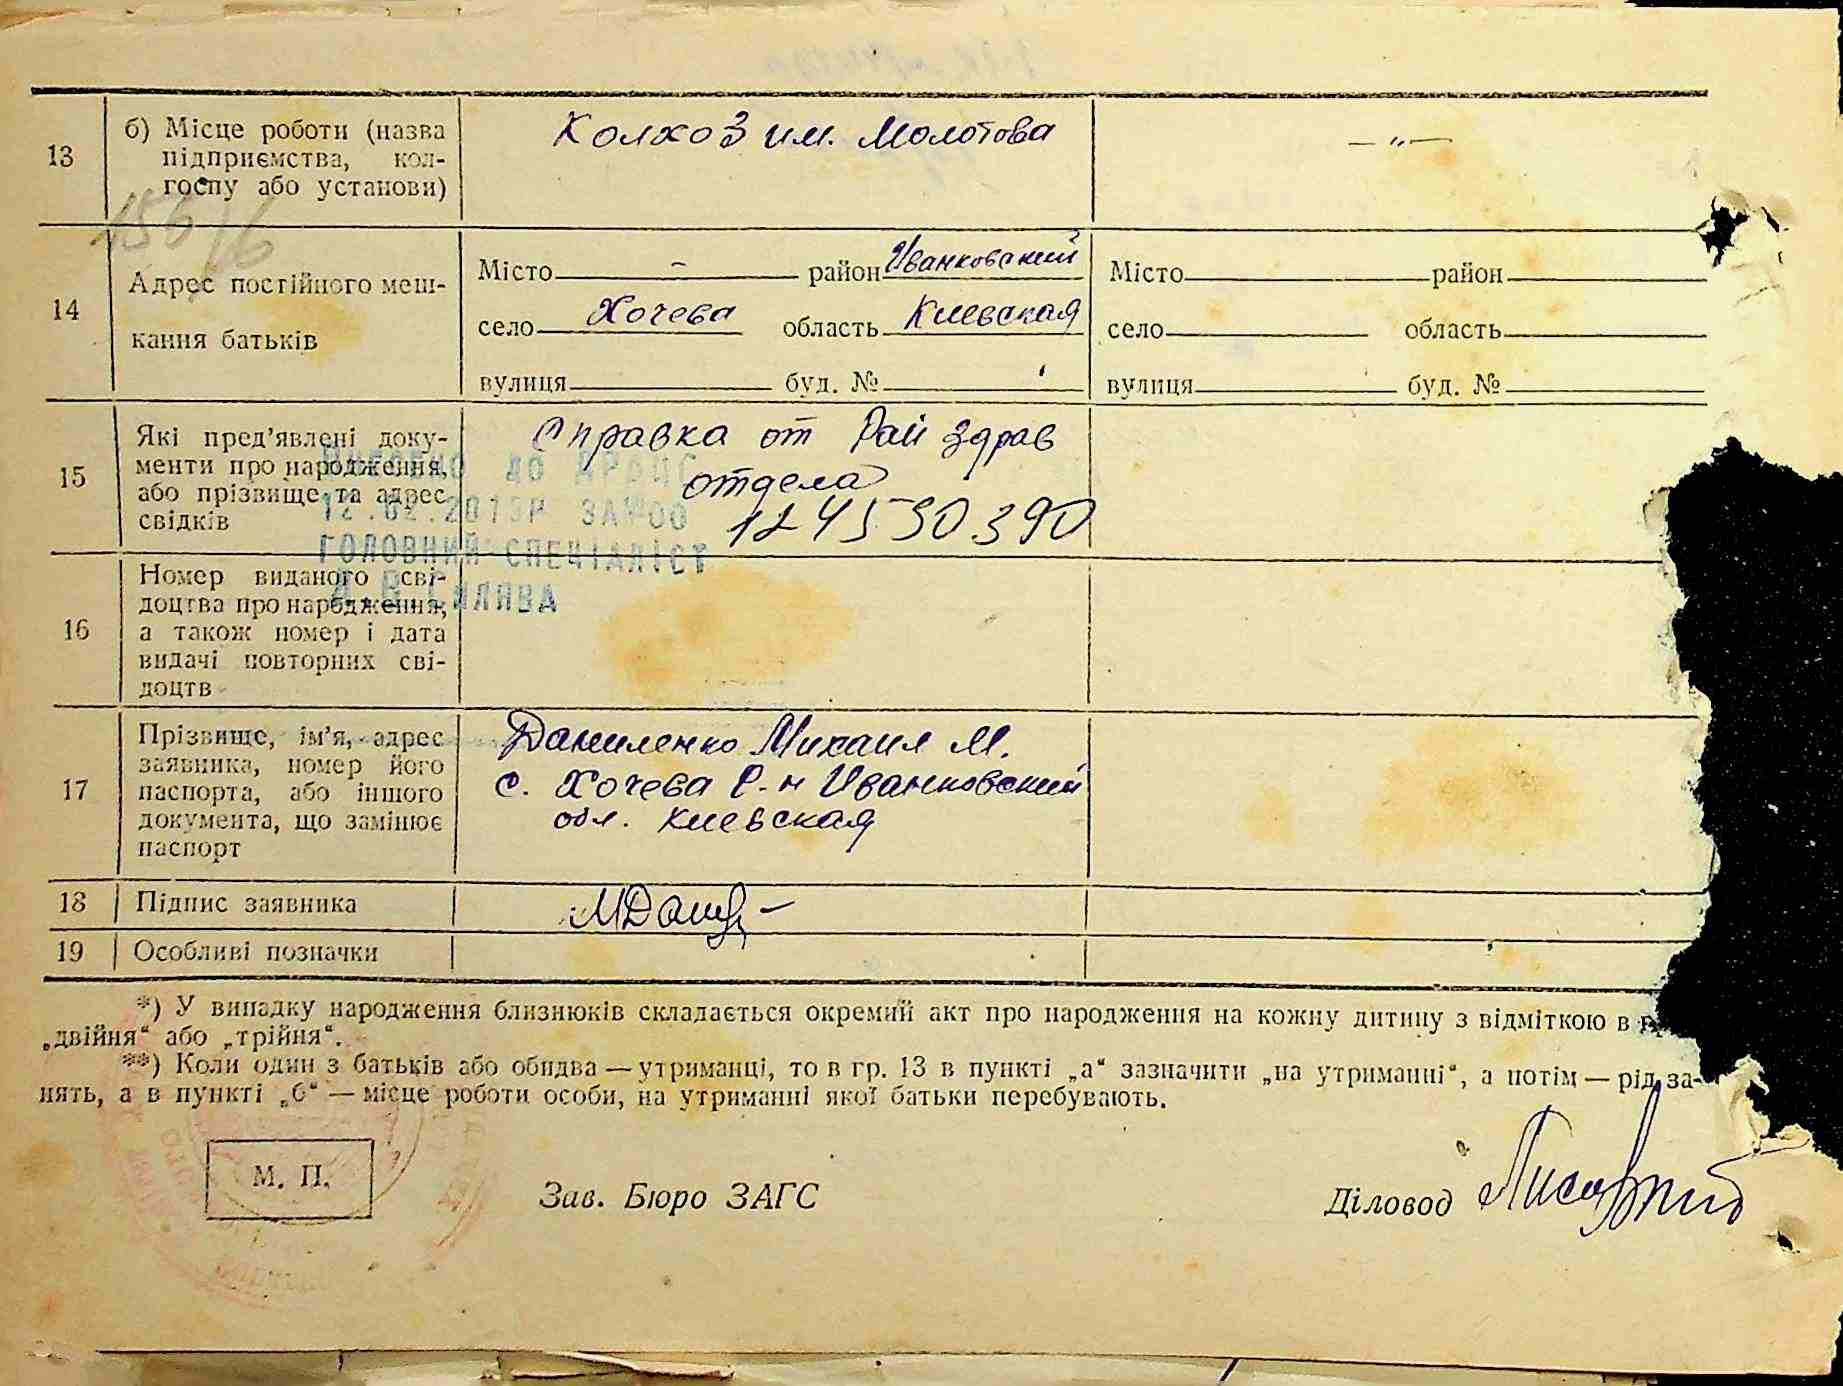 13
б) Місце роботи (назва
підприємства, кол-
госпу або установи)
Колхоз им. Молотова
— „ —
156/6
14
Адрес постійного меш-
кання батьків
Місто - район Иванковский
село Хочева область Киевская
вулиця буд. №
Місто район
село область
вулиця буд. №
15
Які пред'явлені доку-
менти про народження,
або прізвище та адрес
свідків
Справка от Рай здрав
отдела
124530390
ГОЛОВНИЙ СПЕЦІАЛІСТ
16
Номер виданого сві-
доцтва про народження,
а також номер і дата
видачі повторних сві-
доцтв
17
Прізвище, ім'я, адрес
заявника, номер його
паспорта, або іншого
документа, що замінює
паспорт
Даниленко Михаил М.
с. Хочева Р-н Иванковский
обл. Киевская
18
Підпис заявника
19
Особливі позначки
*) У випадку народження близнюків складається окремий акт про народження на кожну дитину з відміткою в
„двійня“ або „трійня“.
**) Коли один з батьків або обидва — утриманці, то в гр. 13 в пункті „а“ зазначити „на утриманні“, а потім — рід за-
нять, а в пункті „б“ — місце роботи особи, на утриманні якої батьки перебувають.
М. П.
Зав. Бюро ЗАГС
Діловод